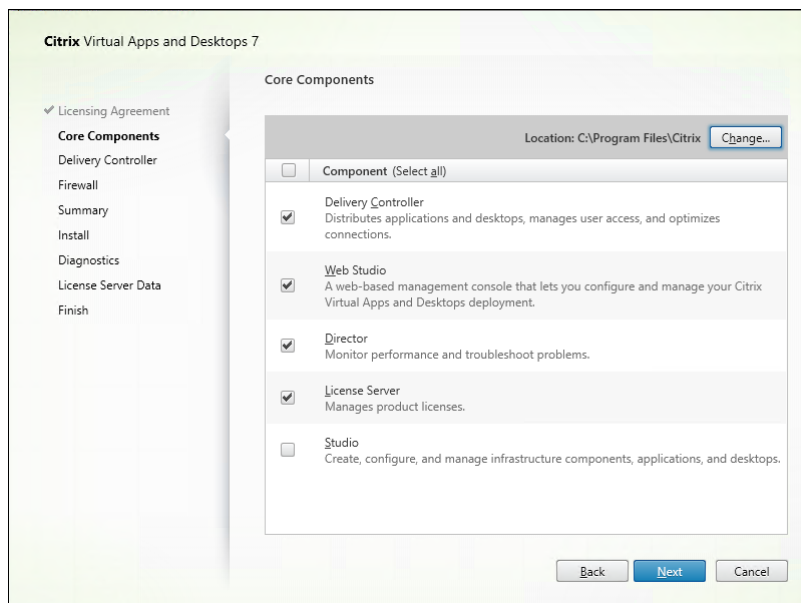 Citrix Virtual Apps and Desktops 7
Licensing Agreement
Core Components
Delivery Controller
Firewall
Summary
Install
Diagnostics
License Server Data
Finish
Core Components
Location: C:\Program Files\Citrix
Change...
Component (Select all)
Delivery Controller
Distributes applications and desktops, manages user access, and optimizes
connections.
Web Studio
A web-based management console that lets you configure and manage your Citrix
Virtual Apps and Desktops deployment.
Director
Monitor performance and troubleshoot problems.
License Server
Manages product licenses.
Studio
Create, configure, and manage infrastructure components, applications, and desktops.
Back
Next
Cancel